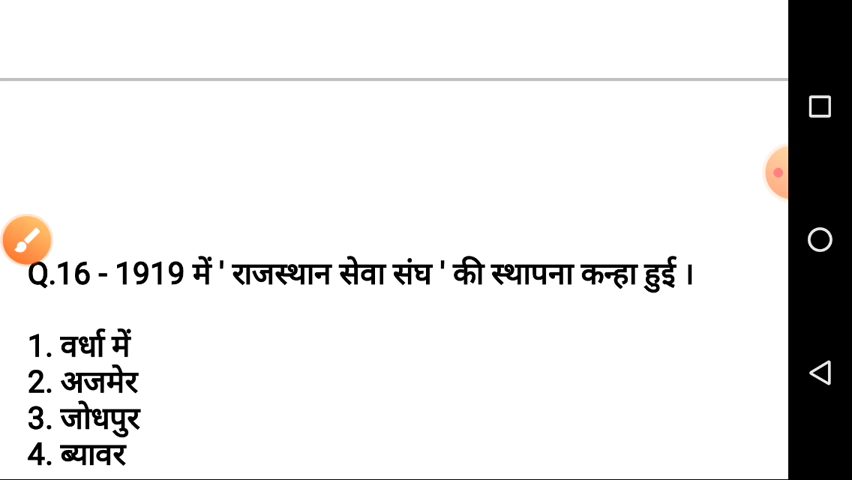 Q.16 - 1919 में ' राजस्थान सेवा संघ ' की स्थापना कन्हा हुई ।
1. वर्धा में
2. अजमेर
3. जोधपुर
4. ब्यावर